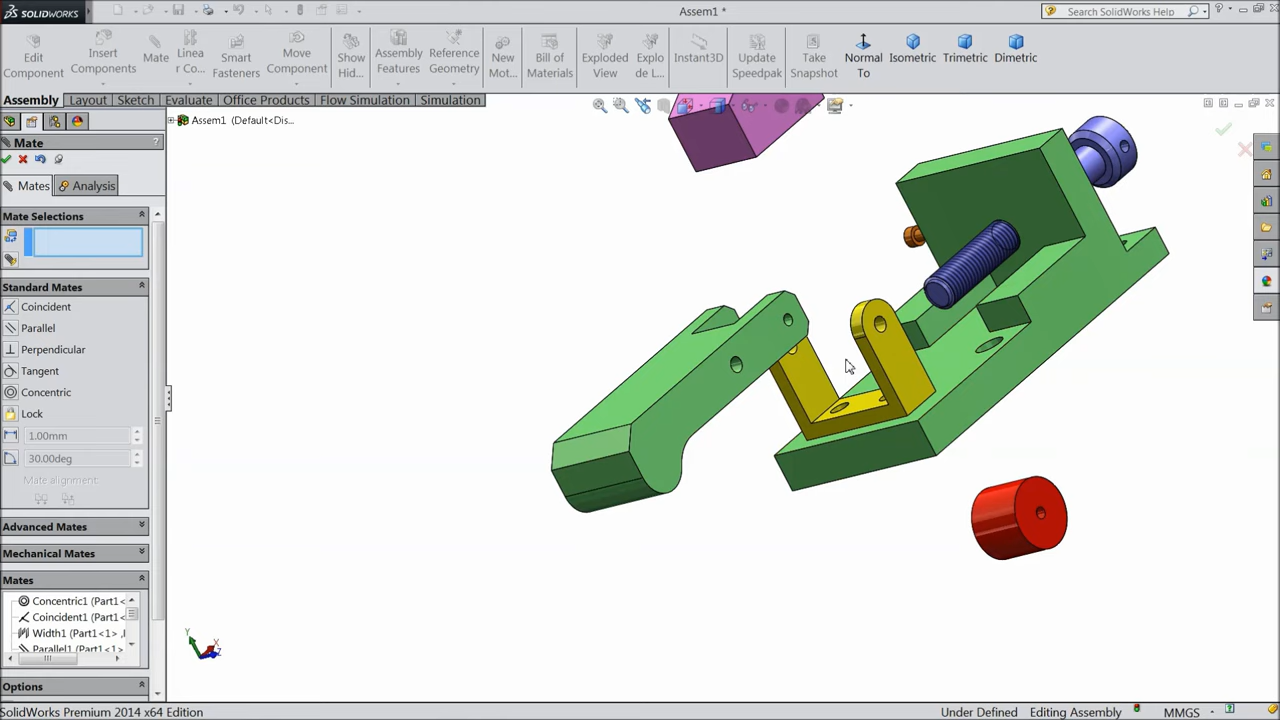 SOLIDWORKS
Assem1 *
Search SolidWorks Help
Edit Component
Insert Components
Mate
Linea r Co...
Smart Fasteners
Move Component
Show Hid...
Assembly Features
Reference Geometry
New Mot...
Bill of Materials
Exploded View
Explo de L...
Instant3D
Update Speedpak
Take Snapshot
Normal To
Isometric
Trimetric
Dimetric
Assembly Layout Sketch Evaluate Office Products Flow Simulation Simulation
Assem1 (Default<Dis...
Mate
?
Mates Analysis
Mate Selections
Standard Mates
Coincident
Parallel
Perpendicular
Tangent
Concentric
Lock
1.00mm
30.00deg
Mate alignment:
Advanced Mates
Mechanical Mates
Mates
Concentric1 (Part1<
Coincident1 (Part1<
Width1 (Part1<1> ,
Parallel1 (Part1<1>
Options
Y
X
Z
SolidWorks Premium 2014 x64 Edition
Under Defined
Editing Assembly
MMGS